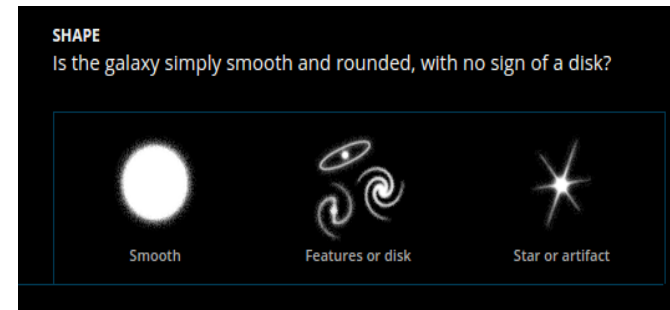 SHAPE
Is the galaxy simply smooth and rounded, with no sign of a disk?
Smooth
Features or disk
Star or artifact